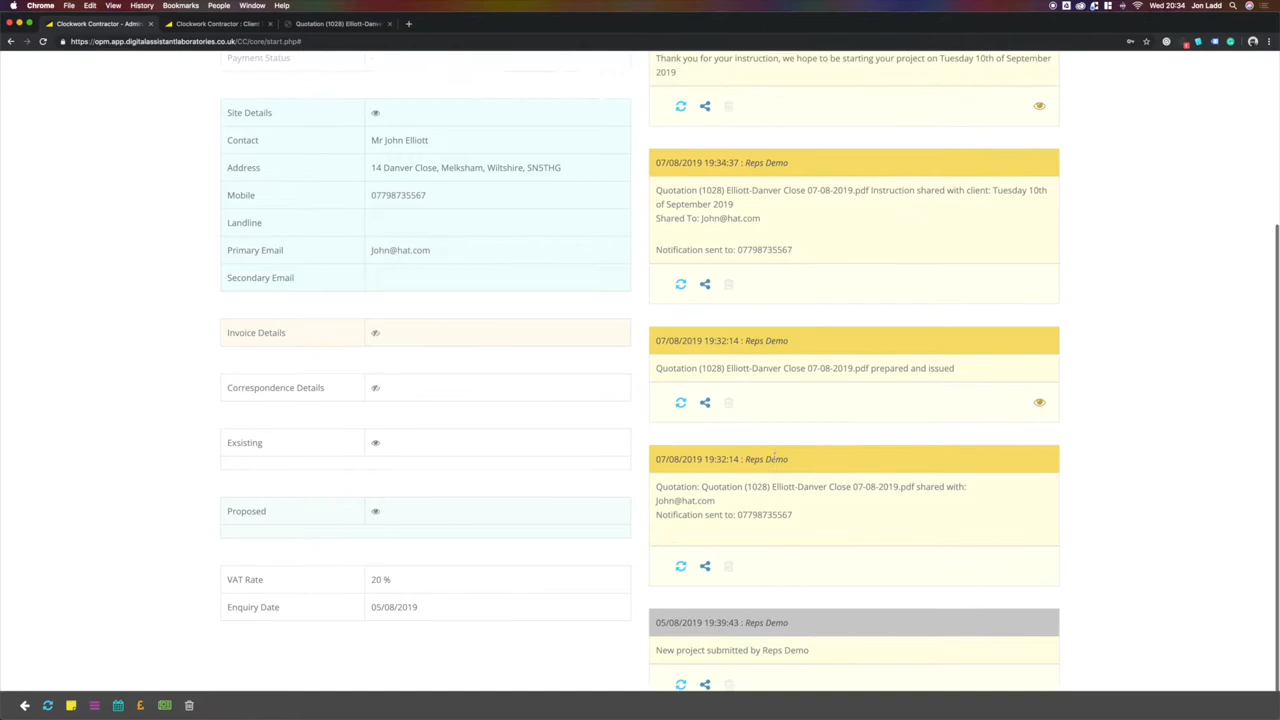 Chrome File Edit View History Bookmarks People Window Help
Wed 20:34 Jon Ladd
Clockwork Contractor - Admi
Clockwork Contractor : Client
Quotation (1028) Elliott-Danve
https://opm.app.digitalassistantlaboratories.co.uk/CC/core/start.php#
Payment Status -
Site Details
Contact Mr John Elliott
Address 14 Danver Close, Melksham, Wiltshire, SN5THG
Mobile 07798735567
Landline
Primary Email John@hat.com
Secondary Email
Invoice Details
Correspondence Details
Exsisting
Proposed
VAT Rate 20 %
Enquiry Date 05/08/2019
Thank you for your instruction, we hope to be starting your project on Tuesday 10th of September
2019
07/08/2019 19:34:37 : Reps Demo
Quotation (1028) Elliott-Danver Close 07-08-2019.pdf Instruction shared with client: Tuesday 10th
of September 2019
Shared To: John@hat.com
Notification sent to: 07798735567
07/08/2019 19:32:14 : Reps Demo
Quotation (1028) Elliott-Danver Close 07-08-2019.pdf prepared and issued
07/08/2019 19:32:14 : Reps Demo
Quotation: Quotation (1028) Elliott-Danver Close 07-08-2019.pdf shared with:
John@hat.com
Notification sent to: 07798735567
05/08/2019 19:39:43 : Reps Demo
New project submitted by Reps Demo